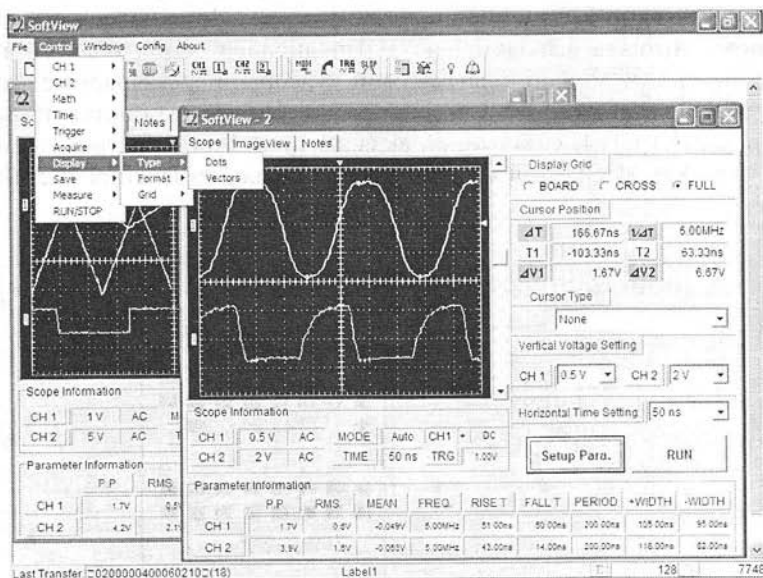 SoftView
File Control Windows Config About
CH 1
CH 2
Math
Time
Trigger
Acquire
Display
Save
Measure
RUN/STOP
Type
Format
Grid
Dots
Vectors
Notes
Scope Information
CH 1 1 V AC
CH 2 5 V AC
Parameter Information
P.P RMS
CH 1 1.7V
CH 2 4.2V
SoftView - 2
Scope ImageView Notes
Display Grid
BOARD CROSS FULL
Cursor Position
⊿T 166.67ns 1/⊿T 6.00MHz
T1 -103.33ns T2 63.33ns
⊿V1 1.67V ⊿V2 6.67V
Cursor Type
None
Vertical Voltage Setting
CH 1 0.5 V CH 2 2 V
Horizontal Time Setting 50 ns
Setup Para. RUN
Scope Information
CH 1 0.5 V AC MODE Auto CH1 + DC
CH 2 2 V AC TIME 50 ns TRG 1.00V
Parameter Information
P.P RMS MEAN FREQ. RISE T FALL T PERIOD +WIDTH -WIDTH
CH 1 1.7V 0.6V -0.049V 5.00MHz 51.00ns 50.00ns 200.00ns 105.00ns 95.00ns
CH 2 3.9V 1.5V 5.00MHz 43.00ns 14.00ns 200.00ns 118.00ns 82.00ns
Last Transfer Label1 128 7748